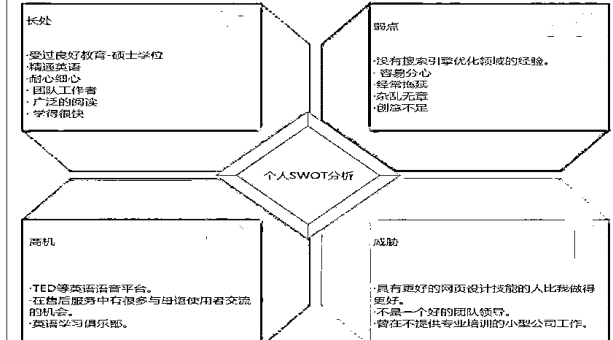 长处
·受过良好教育-硕士学位
·精通英语
·耐心细心
·团队工作者
·广泛的阅读
·学得很快
弱点
·没有搜索引擎优化领域的经验。
·容易分心
·经常拖延
·杂乱无章
·创意不足
个人SWOT分析
商机
·TED等英语语音平台。
·在售后服务中有很多与母语使用者交流
的机会。
·英语学习俱乐部。
威胁
·具有更好的网页设计技能的人比我做得
更好。
·不是一个好的团队领导。
·曾在不提供专业培训的小型公司工作。